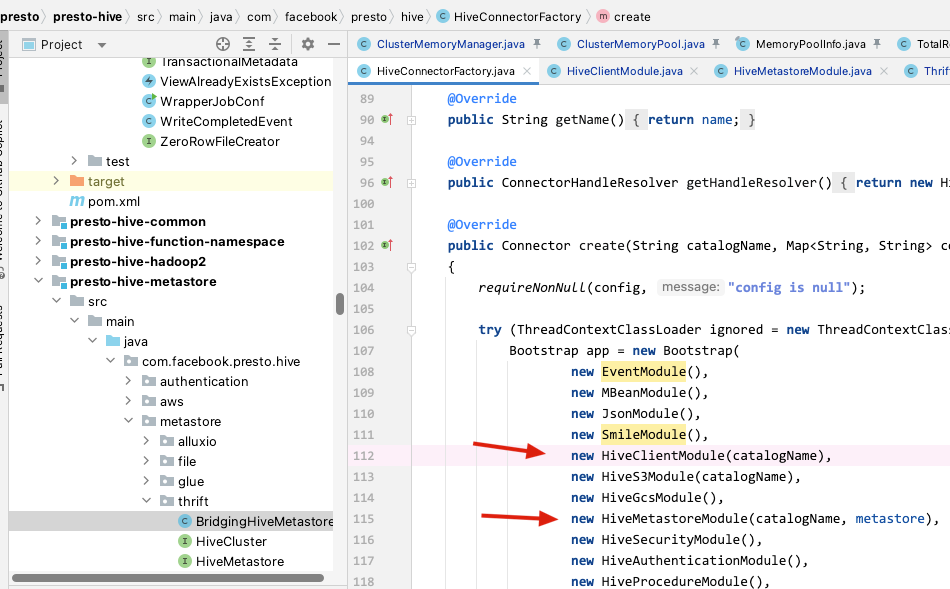 presto presto-hive src main java com facebook presto hive HiveConnectorFactory create
Project
ClusterMemoryManager.java ClusterMemoryPool.java MemoryPoolInfo.java
HiveConnectorFactory.java HiveClientModule.java HiveMetastoreModule.java
TransactionalMetadata
ViewAlreadyExistsException
WrapperJobConf
WriteCompletedEvent
ZeroRowFileCreator
test
target
pom.xml
presto-hive-common
presto-hive-function-namespace
presto-hive-hadoop2
presto-hive-metastore
src
main
java
com.facebook.presto.hive
authentication
aws
metastore
alluxio
file
glue
thrift
BridgingHiveMetastore
HiveCluster
HiveMetastore
89 @Override
90 public String getName() { return name; }
94
95 @Override
96 public ConnectorHandleResolver getHandleResolver() { return new
100
101 @Override
102 public Connector create(String catalogName, Map<String, String>
103 {
104 requireNonNull(config, message: "config is null");
105
106 try (ThreadContextClassLoader ignored = new
107 Bootstrap app = new Bootstrap(
108 new EventModule(),
109 new MBeanModule(),
110 new JsonModule(),
111 new SmileModule(),
112 new HiveClientModule(catalogName),
113 new HiveS3Module(catalogName),
114 new HiveGcsModule(),
115 new HiveMetastoreModule(catalogName, metastore),
116 new HiveSecurityModule(),
117 new HiveAuthenticationModule(),
118 new HiveProcedureModule(),